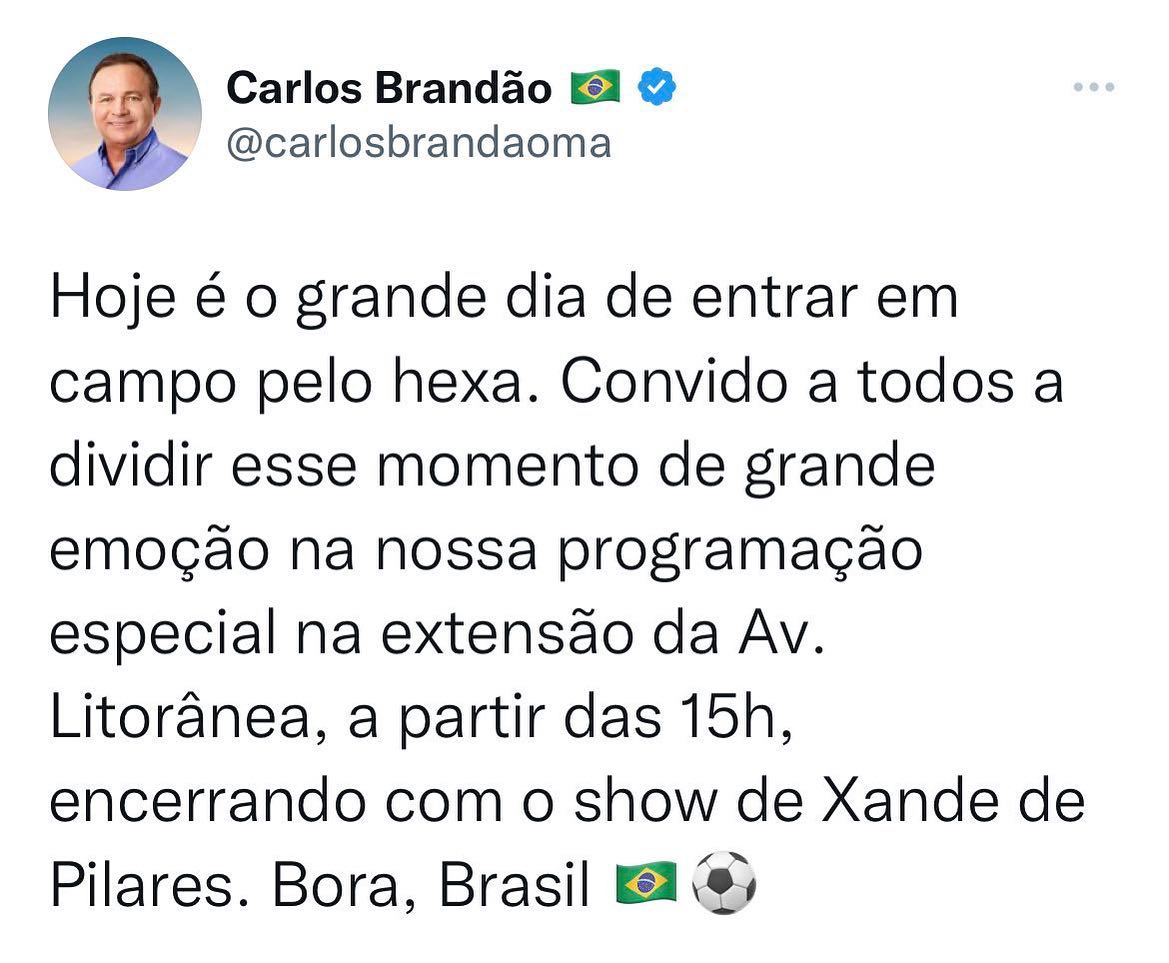 Carlos Brandão 🇧🇷
@carlosbrandaoma
Hoje é o grande dia de entrar em
campo pelo hexa. Convido a todos a
dividir esse momento de grande
emoção na nossa programação
especial na extensão da Av.
Litorânea, a partir das 15h,
encerrando com o show de Xande de
Pilares. Bora, Brasil 🇧🇷⚽